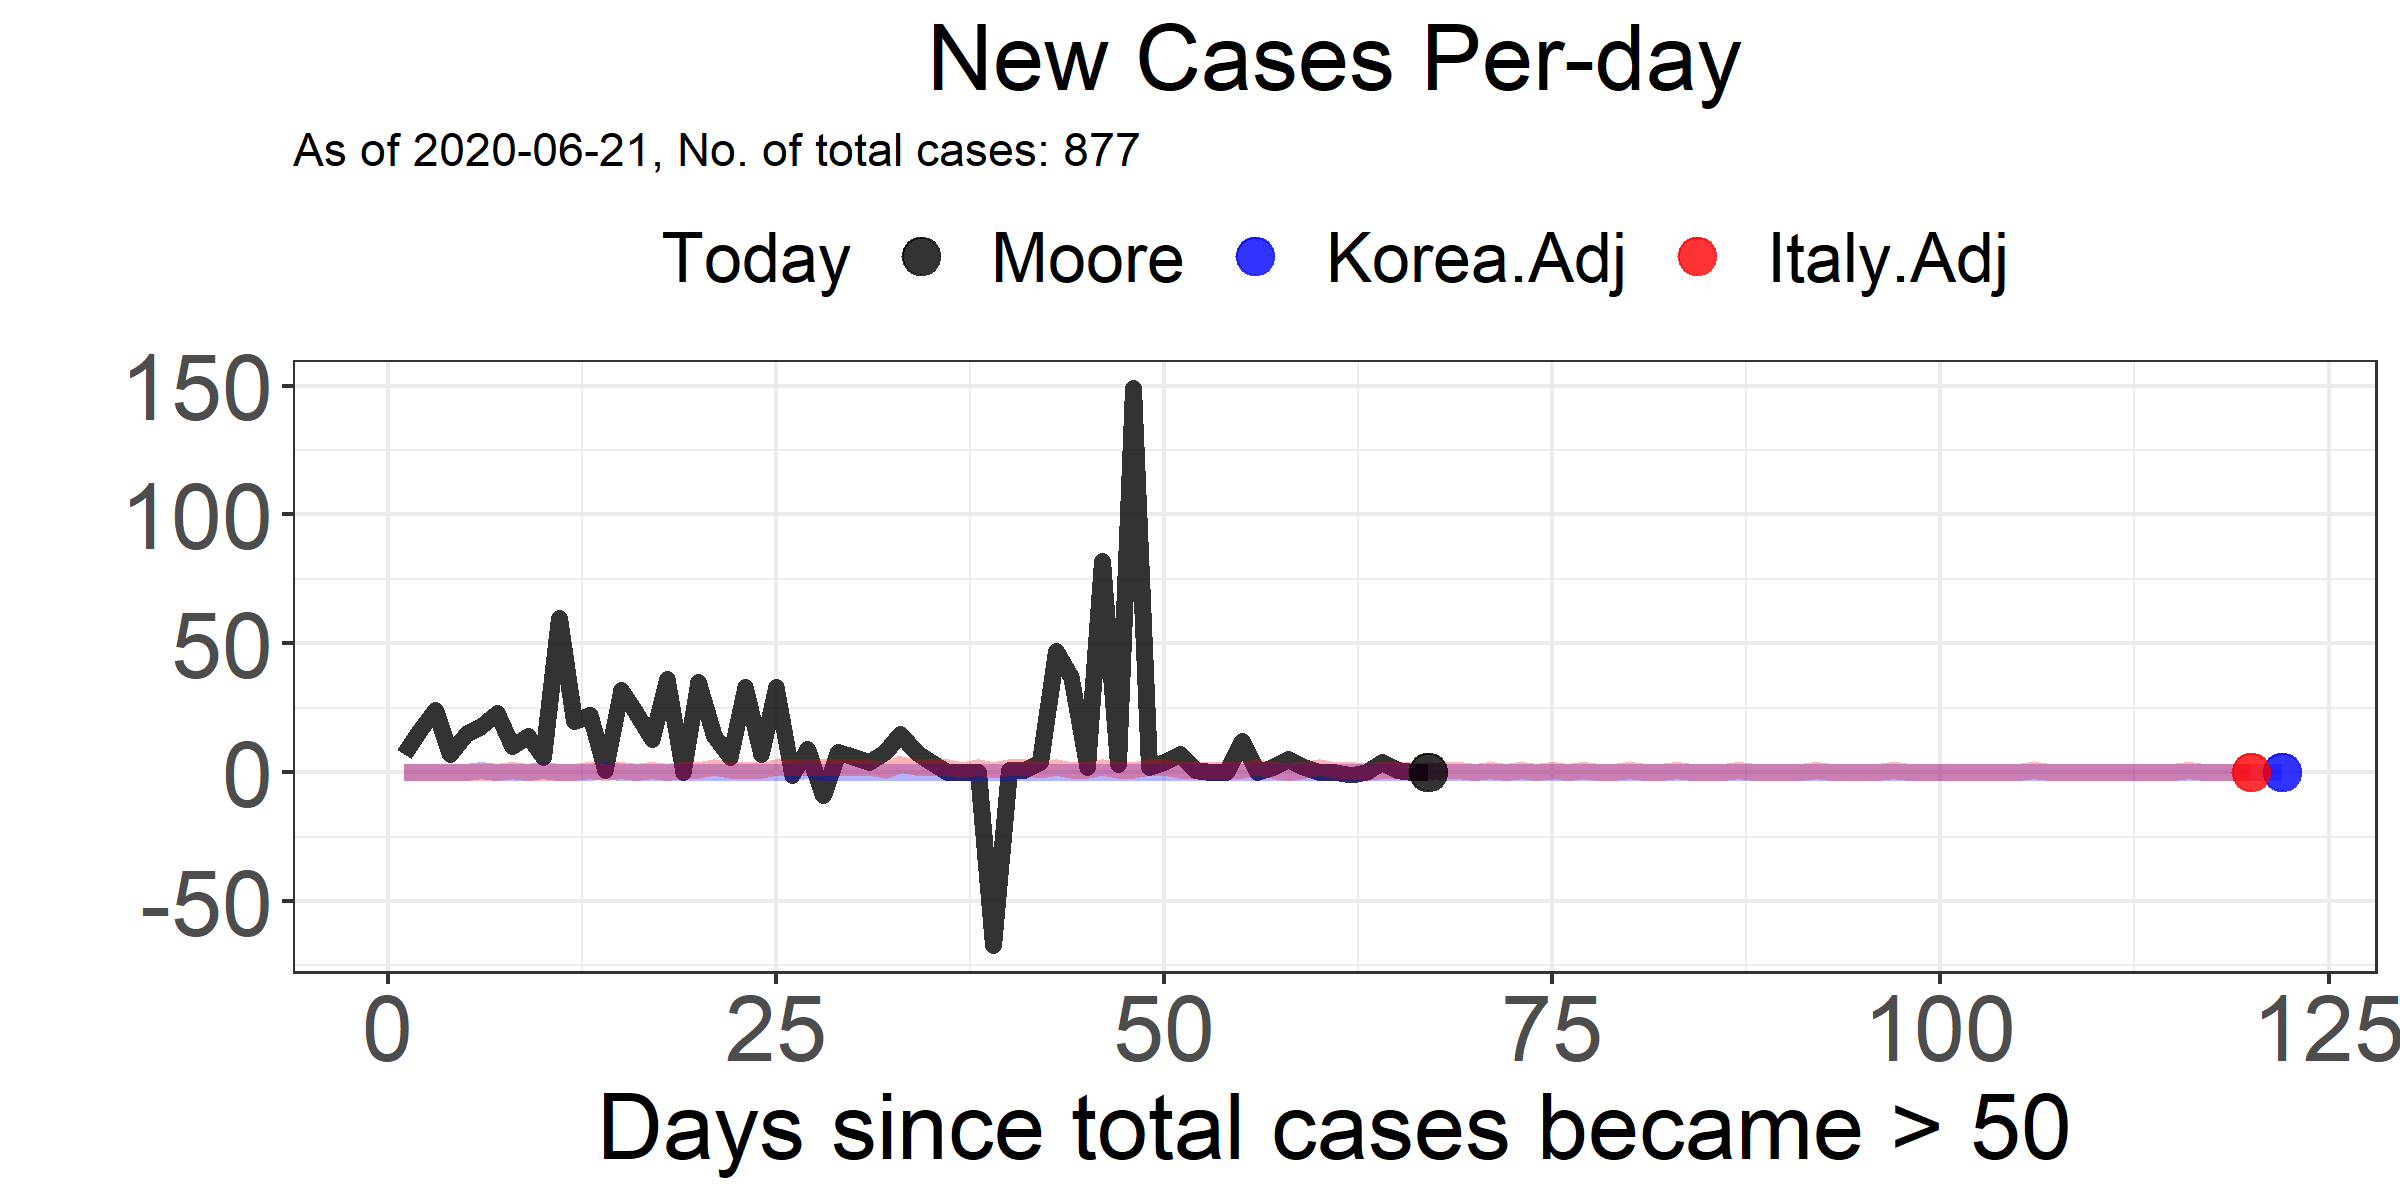 New Cases Per-day
As of 2020-06-21, No. of total cases: 877
Today Moore Korea.Adj Italy.Adj
150
100
50
0
-50
0 25 50 75 100 125
Days since total cases became > 50